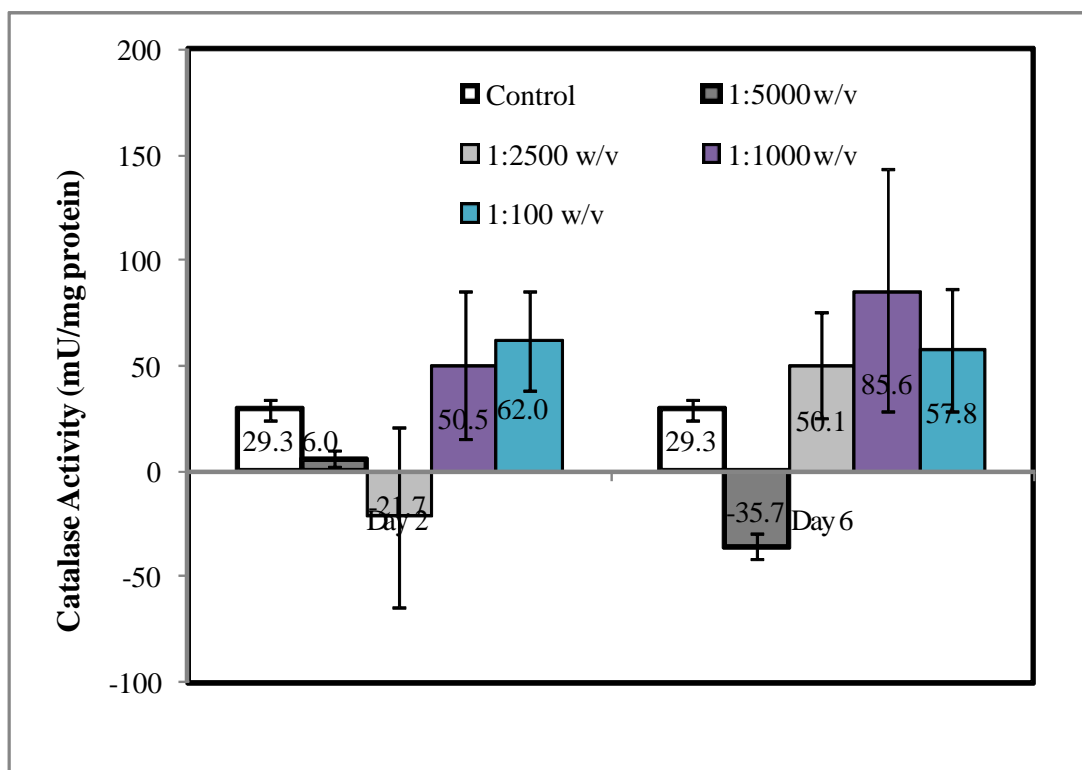 200
150
100
50
0
-50
-100
Catalase Activity (mU/mg protein)
Control
1:5000w/v
1:2500 w/v
1:1000w/v
1:100 w/v
29.3
6.0
-21.7
50.5
62.0
29.3
-35.7
50.1
85.6
57.8
Day 2
Day 6